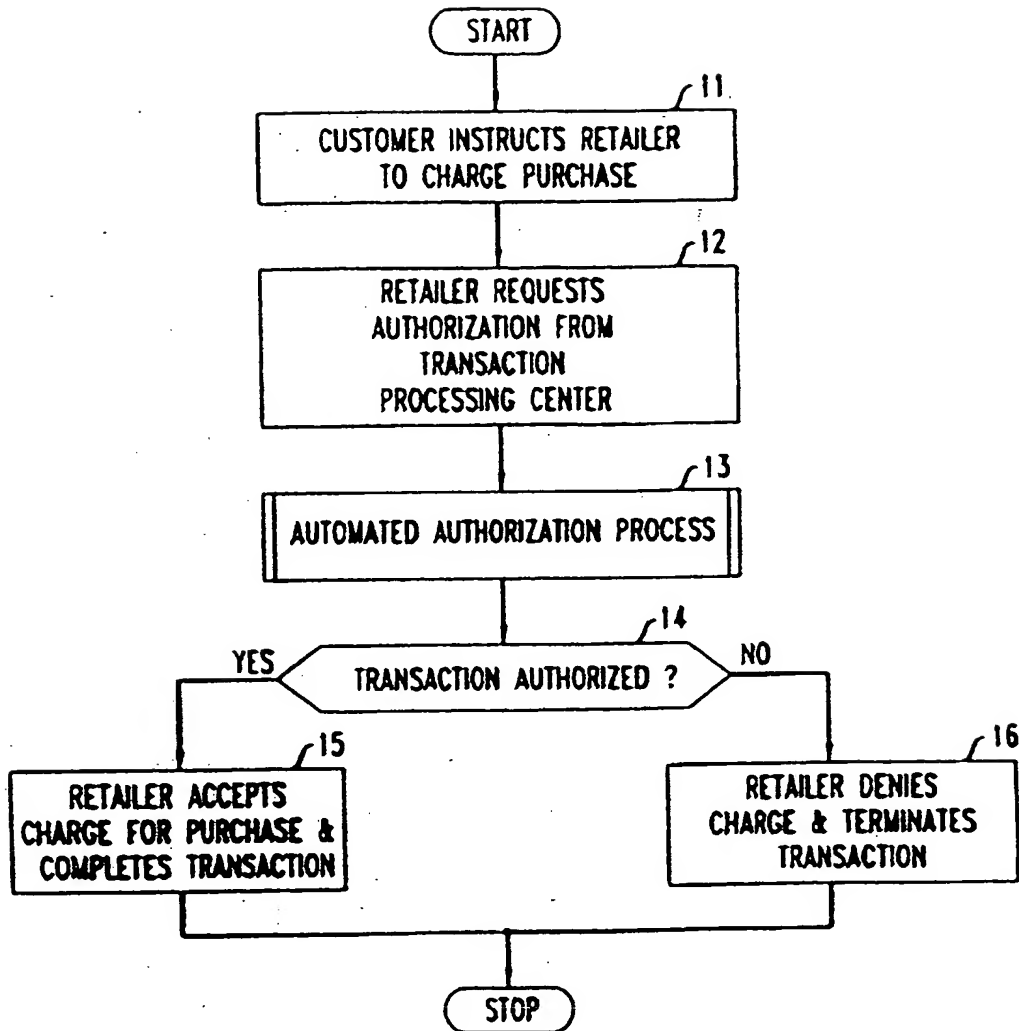 START
11
CUSTOMER INSTRUCTS RETAILER
TO CHARGE PURCHASE
12
RETAILER REQUESTS
AUTHORIZATION FROM
TRANSACTION
PROCESSING CENTER
13
AUTOMATED AUTHORIZATION PROCESS
14
YES
TRANSACTION AUTHORIZED ?
NO
15
RETAILER ACCEPTS
CHARGE FOR PURCHASE &
COMPLETES TRANSACTION
16
RETAILER DENIES
CHARGE & TERMINATES
TRANSACTION
STOP